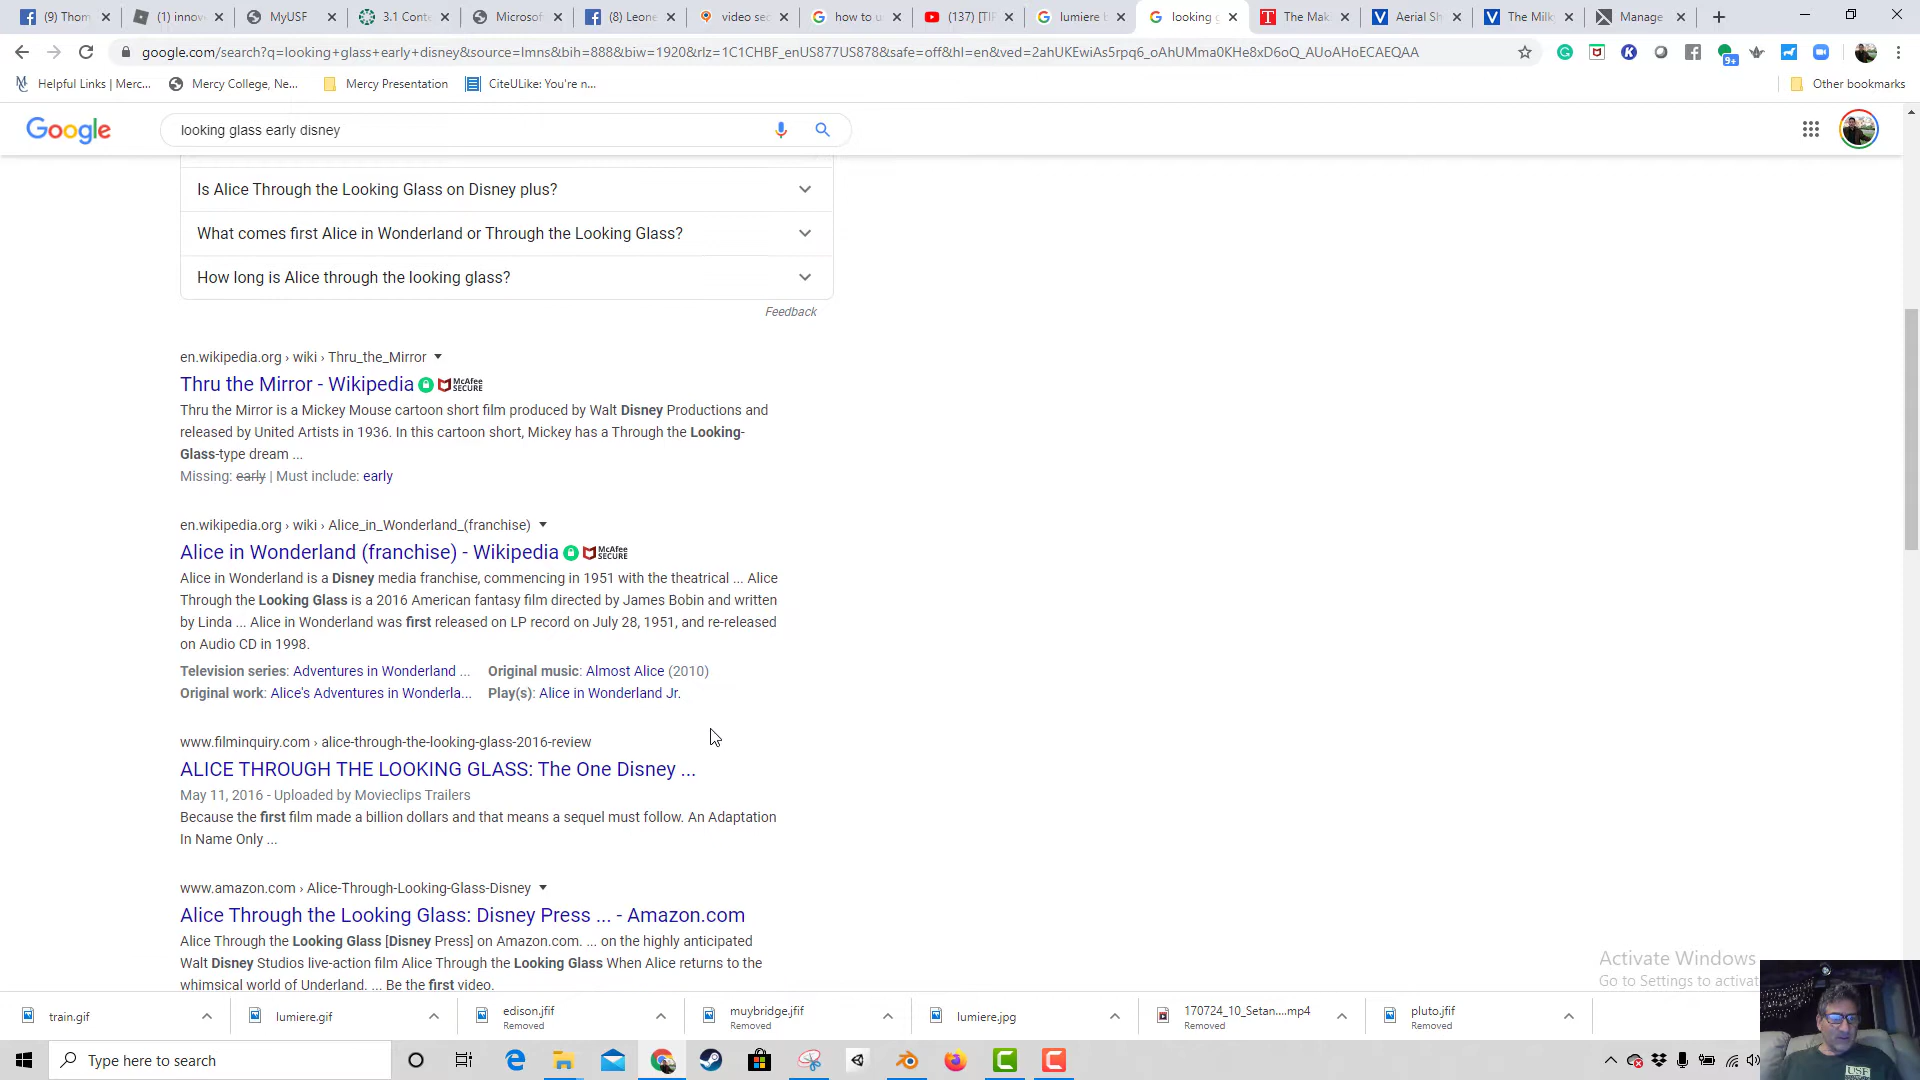 (9) Thom
innov
MyUSF
3.1 Cont
Microsof
(8) Leone
video sec
how to u
(137) [TIP
lumiere b
looking g
The Mak
Aerial Sh
The Milk
Manage
google.com/search?q=looking+glass+early+disney&source=lmns&bih=888&biw=1920&rlz=1C1CHBF_enUS877US878&safe=off&hl=en&ved=2ahUKEwiAs5rpq6_oAhUMma0KHe8xD6oQ_AUoAHoECAEQAA
9+
Helpful Links | Merc...
Mercy College, Ne...
Mercy Presentation
CiteULike: You're n...
Other bookmarks
Google
looking glass early disney
Is Alice Through the Looking Glass on Disney plus?
What comes first Alice in Wonderland or Through the Looking Glass?
How long is Alice through the looking glass?
Feedback
en.wikipedia.org › wiki › Thru_the_Mirror
Thru the Mirror - Wikipedia McAfee SECURE
Thru the Mirror is a Mickey Mouse cartoon short film produced by Walt Disney Productions and
released by United Artists in 1936. In this cartoon short, Mickey has a Through the Looking-
Glass-type dream ...
Missing: early | Must include: early
en.wikipedia.org › wiki › Alice_in_Wonderland_(franchise)
Alice in Wonderland (franchise) - Wikipedia McAfee SECURE
Alice in Wonderland is a Disney media franchise, commencing in 1951 with the theatrical ... Alice
Through the Looking Glass is a 2016 American fantasy film directed by James Bobin and written
by Linda ... Alice in Wonderland was first released on LP record on July 28, 1951, and re-released
on Audio CD in 1998.
Television series: Adventures in Wonderland ... Original music: Almost Alice (2010)
Original work: Alice's Adventures in Wonderla... Play(s): Alice in Wonderland Jr.
www.filminquiry.com › alice-through-the-looking-glass-2016-review
ALICE THROUGH THE LOOKING GLASS: The One Disney ...
May 11, 2016 - Uploaded by Movieclips Trailers
Because the first film made a billion dollars and that means a sequel must follow. An Adaptation
In Name Only ...
www.amazon.com › Alice-Through-Looking-Glass-Disney
Alice Through the Looking Glass: Disney Press ... - Amazon.com
Alice Through the Looking Glass [Disney Press] on Amazon.com. ... on the highly anticipated
Walt Disney Studios live-action film Alice Through the Looking Glass When Alice returns to the
whimsical world of Underland. ... Be the first video.
Activate Windows
Go to Settings to activat
train.gif
lumiere.gif
edison.jfif
Removed
muybridge.jfif
Removed
lumiere.jpg
170724_10_Setan....mp4
Removed
pluto.jfif
Removed
Type here to search
USF